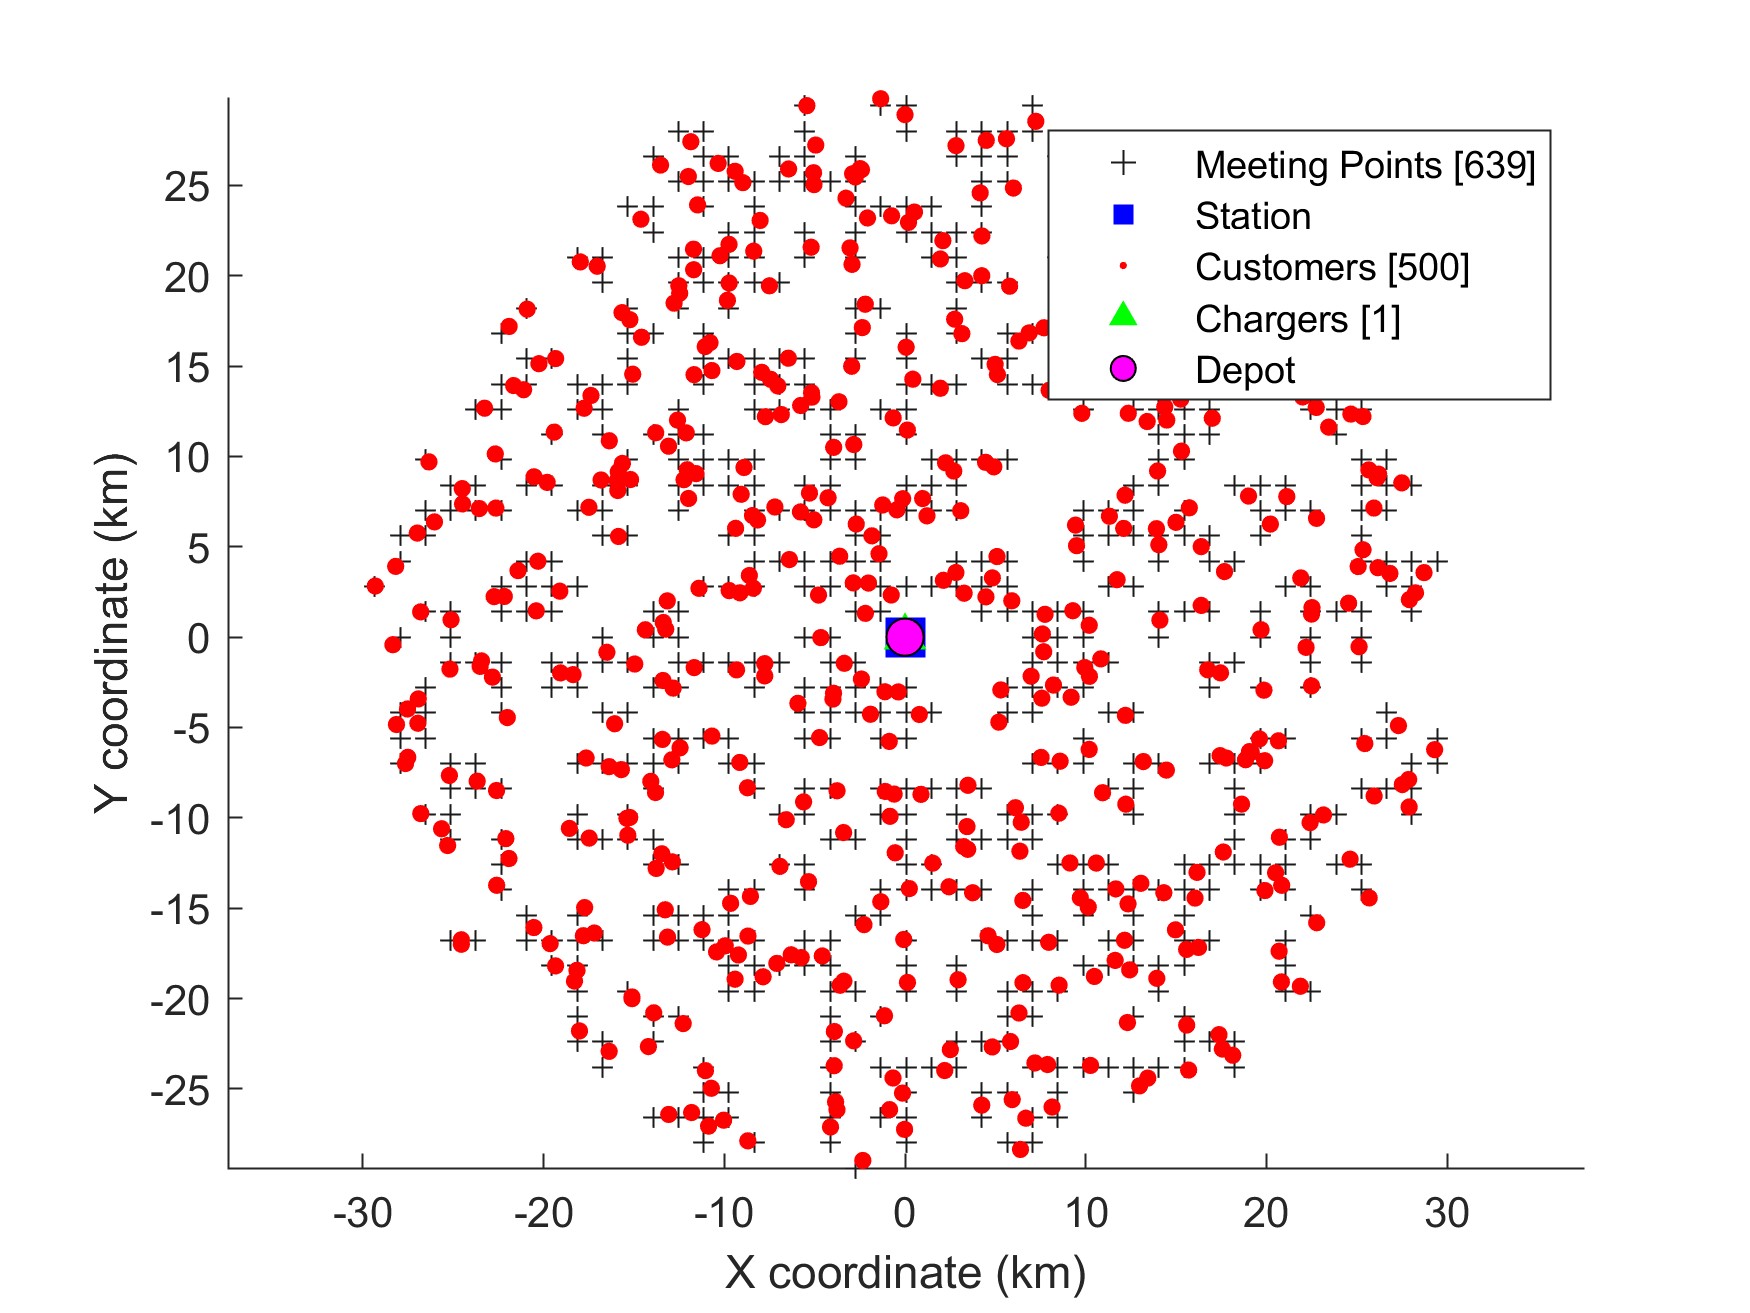 Meeting Points [639]
Station
Customers [500]
Chargers [1]
Depot
25
20
15
10
5
0
-5
-10
-15
-20
-25
Y coordinate (km)
-30 -20 -10 0 10 20 30
X coordinate (km)